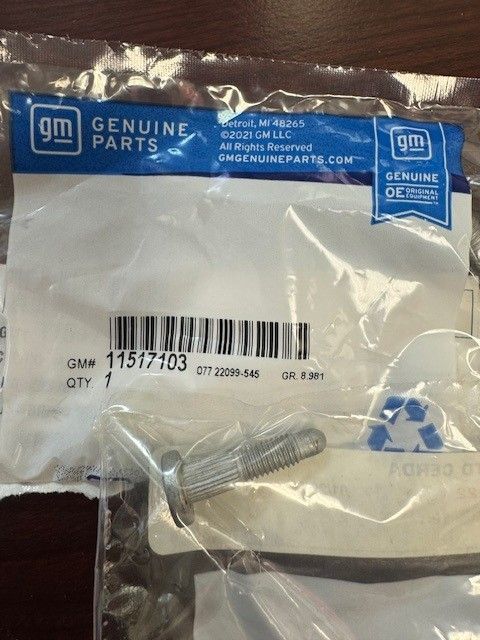 gm GENUINE PARTS
Detroit, MI 48265
©2021 GM LLC
All Rights Reserved
GMGENUINEPARTS.COM
gm
GENUINE
OE ORIGINAL EQUIPMENT
GM# 11517103 077 22099-545 GR. 8.981
QTY. 1